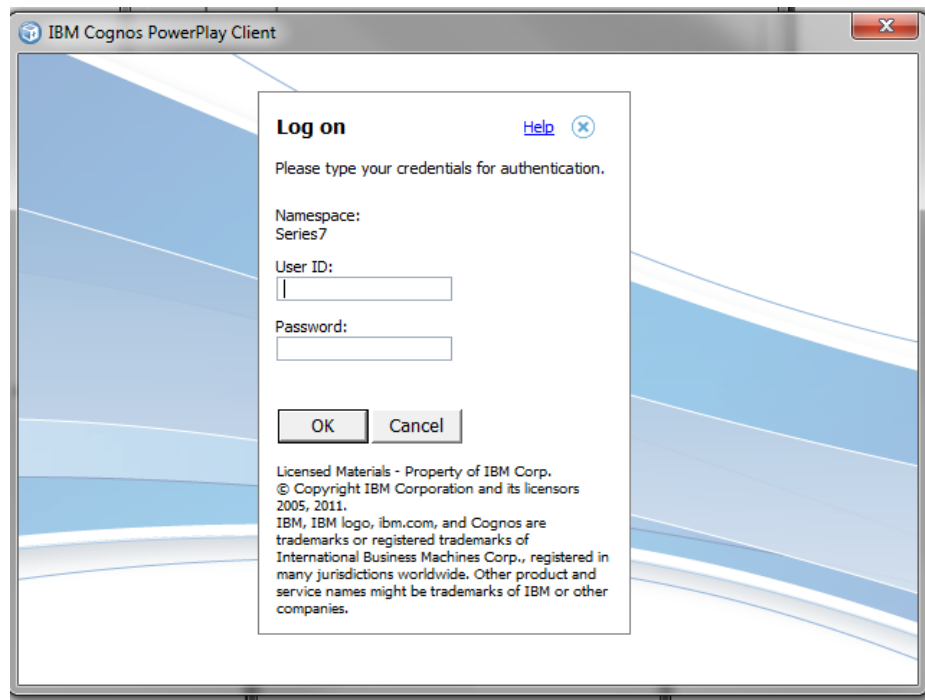 IBM Cognos PowerPlay Client
Log on
Help
Please type your credentials for authentication.
Namespace:
Series7
User ID:
Password:
OK
Cancel
Licensed Materials - Property of IBM Corp.
© Copyright IBM Corporation and its licensors
2005, 2011.
IBM, IBM logo, ibm.com, and Cognos are
trademarks or registered trademarks of
International Business Machines Corp., registered in
many jurisdictions worldwide. Other product and
service names might be trademarks of IBM or other
companies.